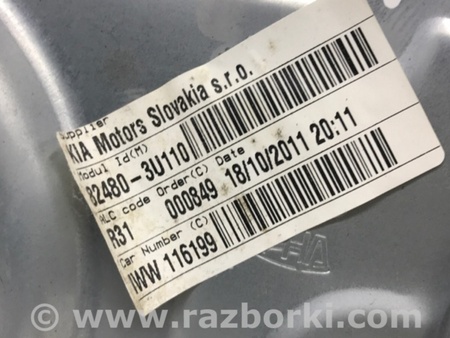 Supplier
KIA Motors Slovakia s.r.o.
Modul Id(M)
82480-3U110
ALC code Order(C) Date
R31 000849 18/10/2011 20:11
Car Number (C)
IWW 116199
www.razborki.com